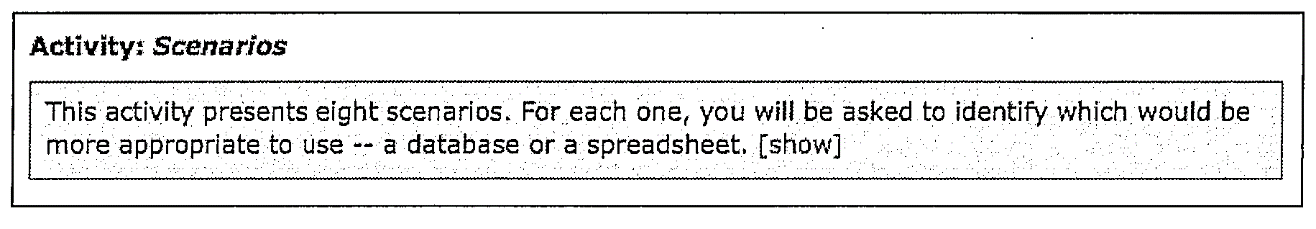 Activity: Scenarios
This activity presents eight scenarios. For each one, you will be asked to identify which would be
more appropriate to use -- a database or a spreadsheet. [show]